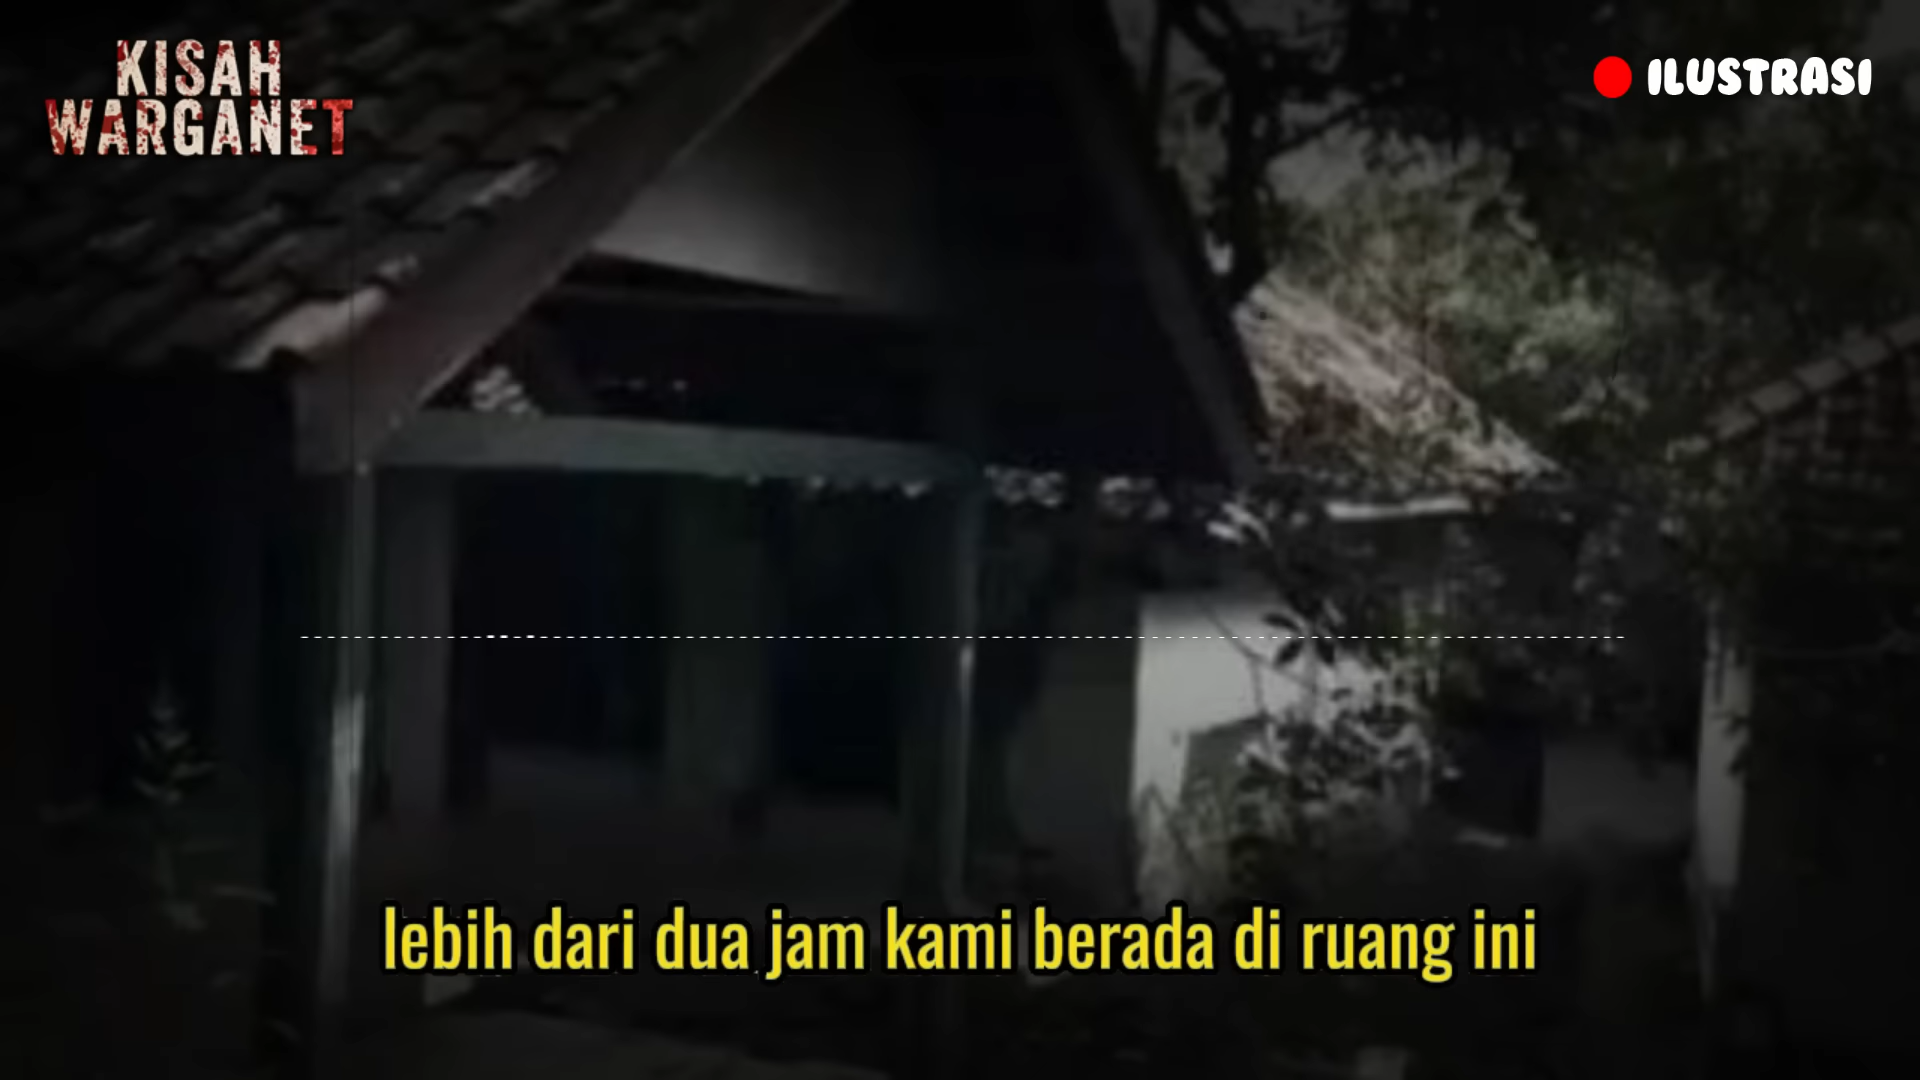 KISAH
WARGANET
ILUSTRASI
lebih dari dua jam kami berada di ruang ini